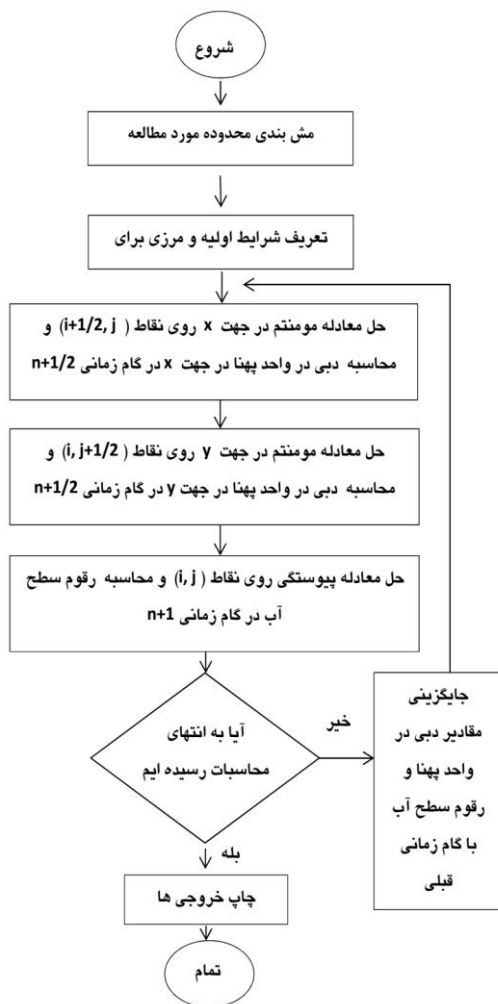 شروع
مش بندی محدوده مورد مطالعه
تعریف شرایط اولیه و مرزی برای
حل معادله مومنتم در جهت x روی نقاط ( i+1/2, j) و
محاسبه دبی در واحد پهنا در جهت x در گام زمانی n+1/2
حل معادله مومنتم در جهت y روی نقاط ( i, j+1/2) و
محاسبه دبی در واحد پهنا در جهت y در گام زمانی n+1/2
حل معادله پیوستگی روی نقاط ( i, j) و محاسبه رقوم سطح
آب در گام زمانی n+1
آیا به انتهای
محاسبات رسیده ایم
خیر
جایگزینی
مقادیر دبی در
واحد پهنا و
رقوم سطح آب
با گام زمانی
قبلی
بله
چاپ خروجی ها
تمام